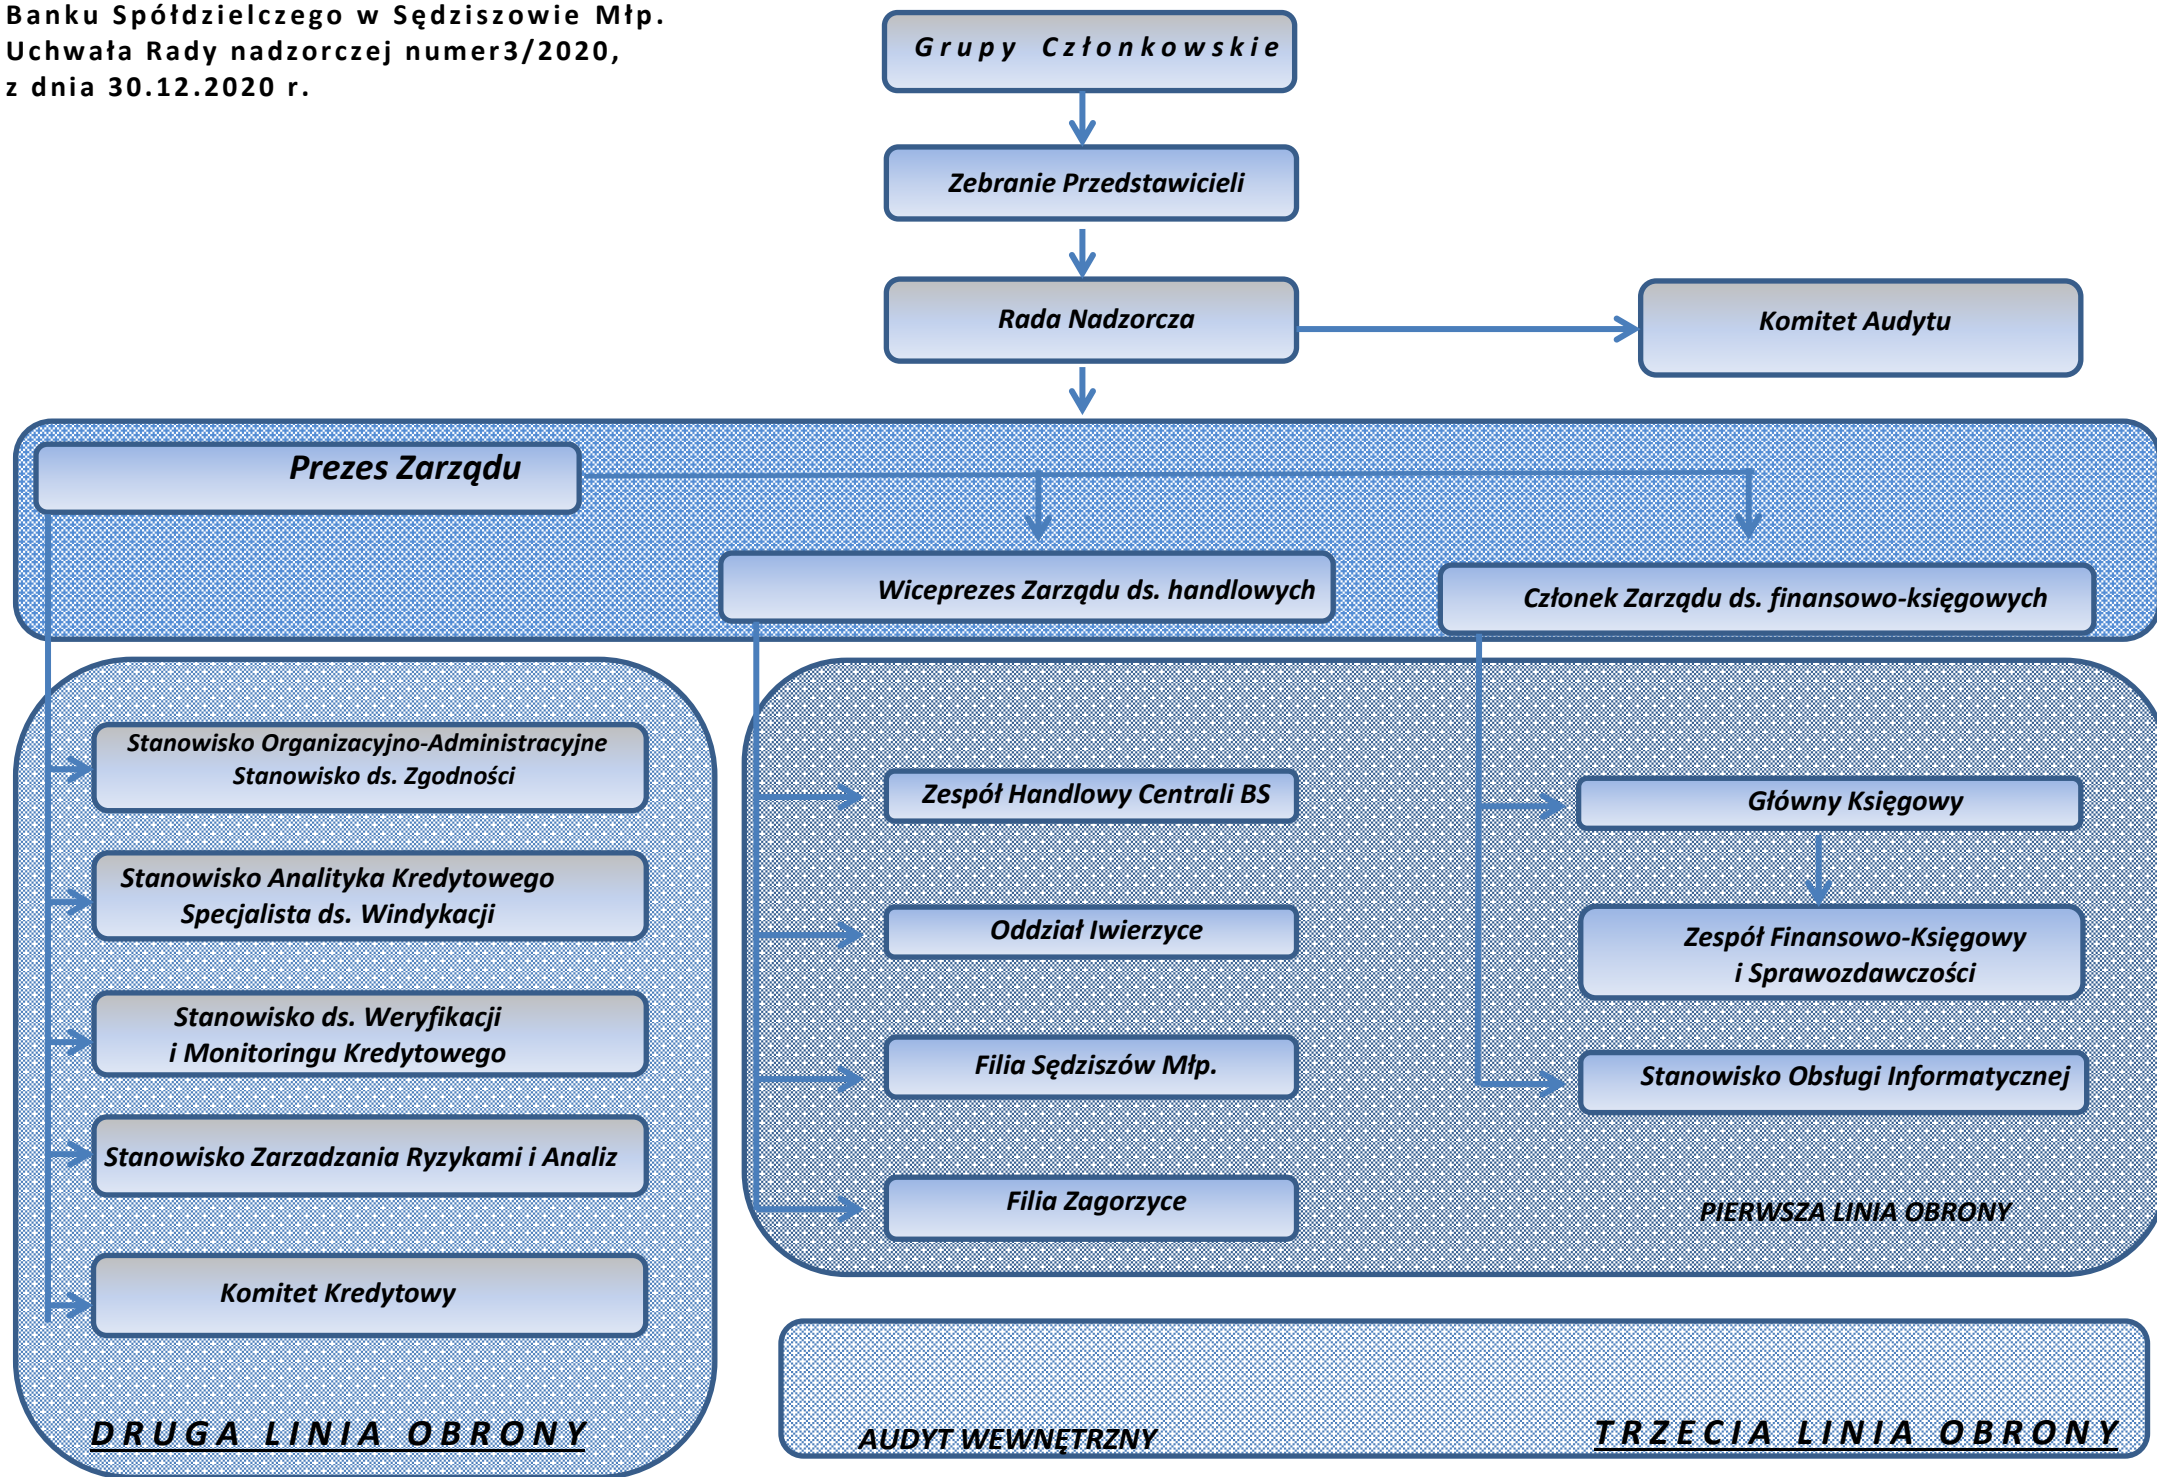 Banku Spółdzielczego w Sędziszowie Młp.
Uchwała Rady nadzorczej numer3/2020,
z dnia 30.12.2020 r.
Grupy Członkowskie
Zebranie Przedstawicieli
Rada Nadzorcza
Komitet Audytu
Prezes Zarządu
Wiceprezes Zarządu ds. handlowych
Członek Zarządu ds. finansowo-księgowych
Stanowisko Organizacyjno-Administracyjne
Stanowisko ds. Zgodności
Stanowisko Analityka Kredytowego
Specjalista ds. Windykacji
Stanowisko ds. Weryfikacji
i Monitoringu Kredytowego
Stanowisko Zarzadzania Ryzykami i Analiz
Komitet Kredytowy
DRUGA LINIA OBRONY
Zespół Handlowy Centrali BS
Oddział Iwierzyce
Filia Sędziszów Młp.
Filia Zagorzyce
Główny Księgowy
Zespół Finansowo-Księgowy
i Sprawozdawczości
Stanowisko Obsługi Informatycznej
PIERWSZA LINIA OBRONY
AUDYT WEWNĘTRZNY
TRZECIA LINIA OBRONY